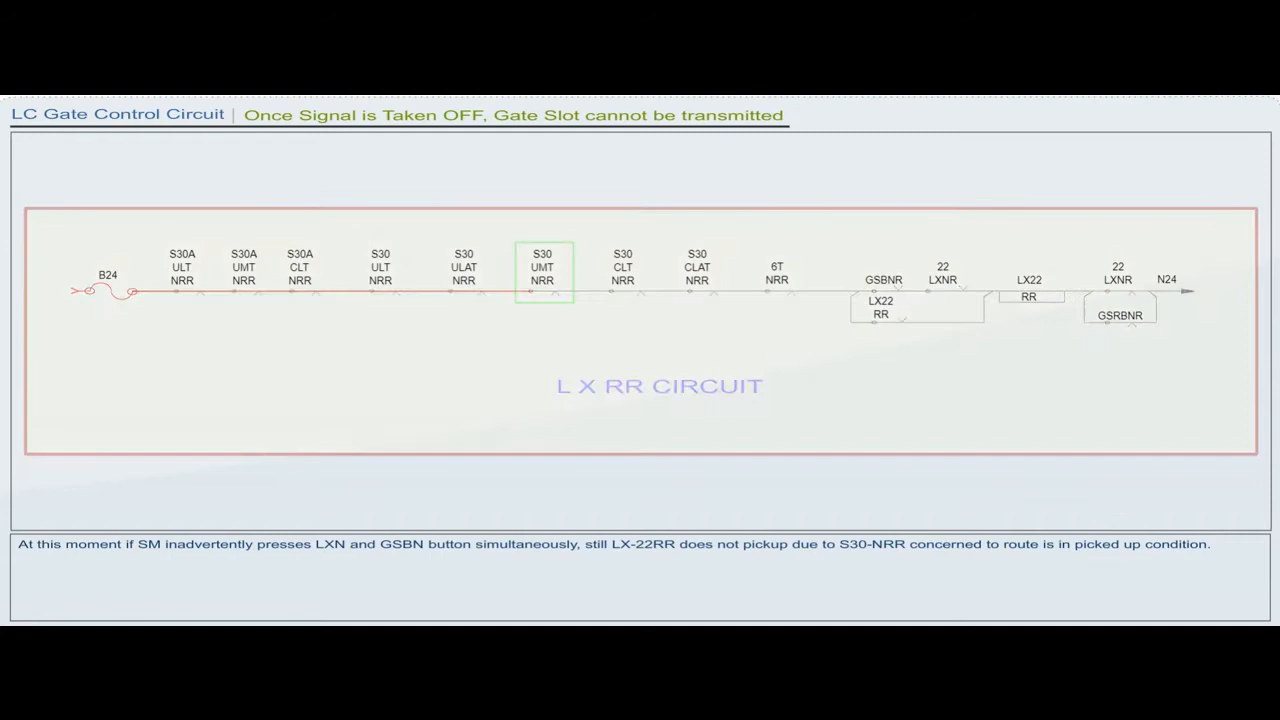 LC Gate Control Circuit | Once Signal is Taken OFF, Gate Slot cannot be transmitted
B24
S30A
ULT
NRR
S30A
UMT
NRR
S30A
CLT
NRR
S30
ULT
NRR
S30
ULAT
NRR
S30
UMT
NRR
S30
CLT
NRR
S30
CLAT
NRR
6T
NRR
GSBNR
LX22
RR
22
LXNR
LX22
RR
22
LXNR
GSRBNR
N24
L X RR CIRCUIT
At this moment if SM inadvertently presses LXN and GSBN button simultaneously, still LX-22RR does not pickup due to S30-NRR concerned to route is in picked up condition.